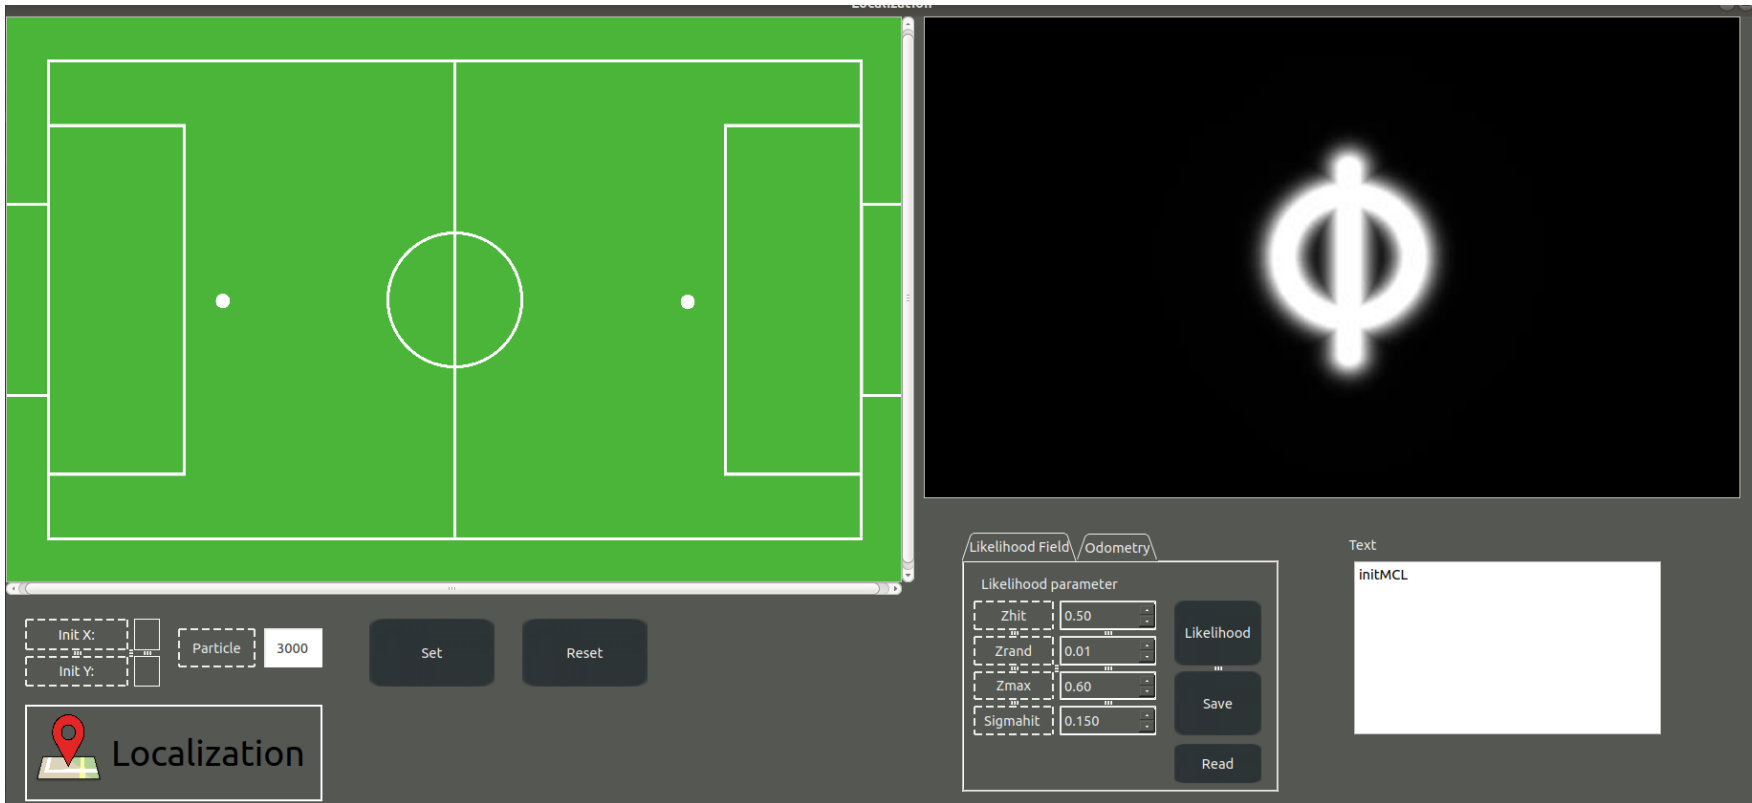 Localization
Likelihood Field
Odometry
Text
Likelihood parameter
initMCL
Zhit 0.50
Likelihood
Zrand 0.01
Zmax 0.60
Save
Sigmahit 0.150
Read
Init X:
Particle 3000
Set
Reset
Init Y:
Localization